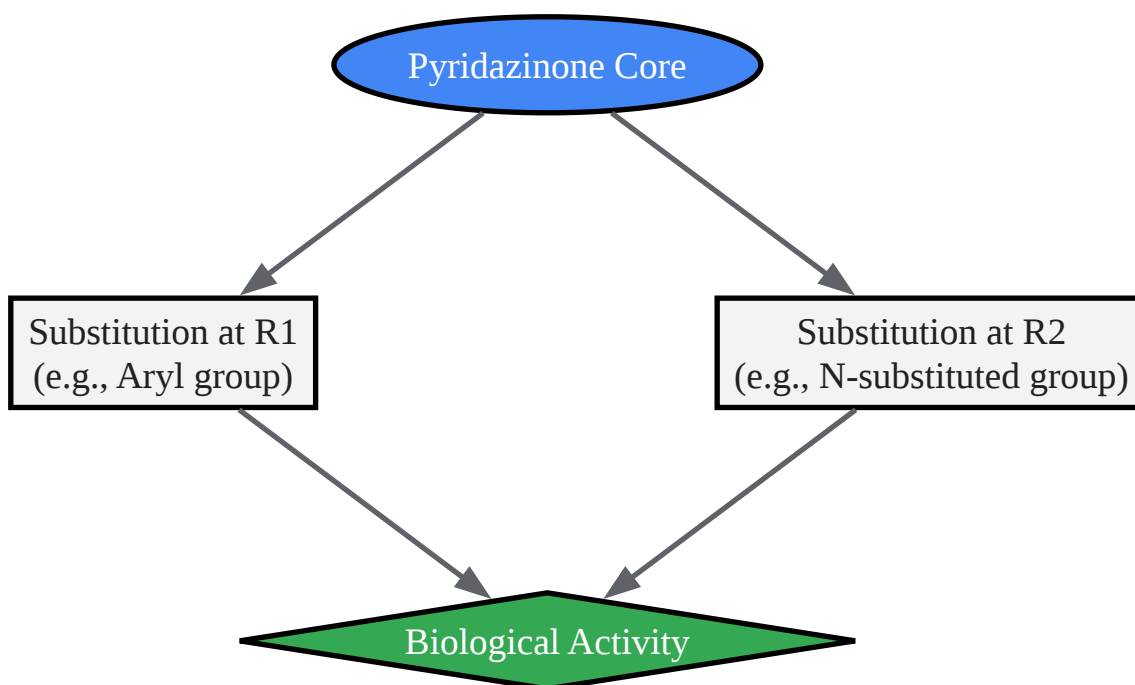 Pyridazinone Core
Substitution at R1
(e.g., Aryl group)
Substitution at R2
(e.g., N-substituted group)
Biological Activity